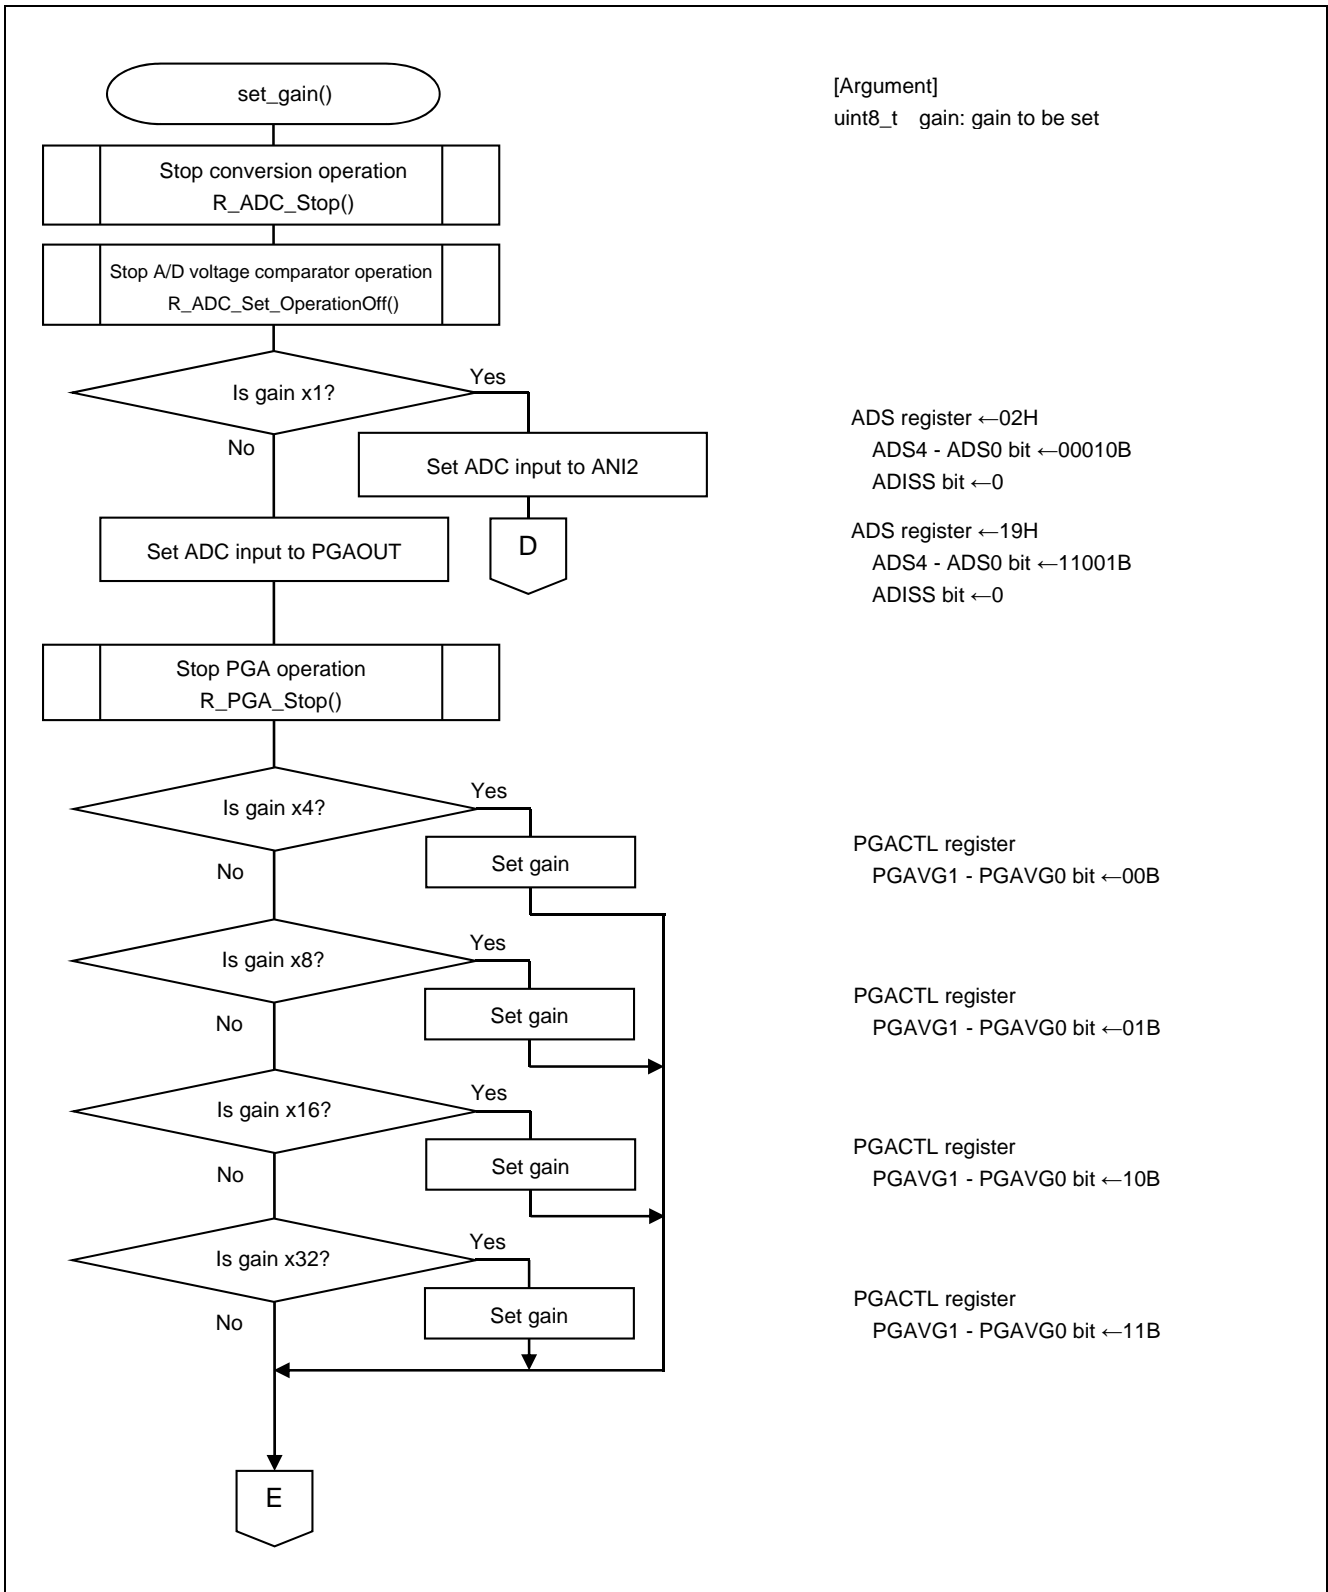 set_gain()
[Argument]
uint8_t gain: gain to be set
Stop conversion operation
R_ADC_Stop()
Stop A/D voltage comparator operation
R_ADC_Set_OperationOff()
Is gain x1?
Yes
No
Set ADC input to ANI2
ADS register ←02H
ADS4 - ADS0 bit ←00010B
ADISS bit ←0
D
Set ADC input to PGAOUT
ADS register ←19H
ADS4 - ADS0 bit ←11001B
ADISS bit ←0
Stop PGA operation
R_PGA_Stop()
Is gain x4?
Yes
No
Set gain
PGACTL register
PGAVG1 - PGAVG0 bit ←00B
Is gain x8?
Yes
No
Set gain
PGACTL register
PGAVG1 - PGAVG0 bit ←01B
Is gain x16?
Yes
No
Set gain
PGACTL register
PGAVG1 - PGAVG0 bit ←10B
Is gain x32?
Yes
No
Set gain
PGACTL register
PGAVG1 - PGAVG0 bit ←11B
E